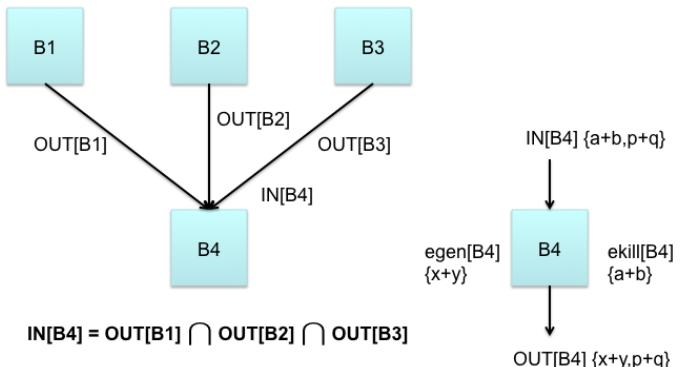 B1
B2
B3
OUT[B1]
OUT[B2]
OUT[B3]
IN[B4]
B4
IN[B4] = OUT[B1] ⋂ OUT[B2] ⋂ OUT[B3]
IN[B4] {a+b,p+q}
egen[B4]
{x+y}
B4
ekill[B4]
{a+b}
OUT[B4] {x+y,p+q}